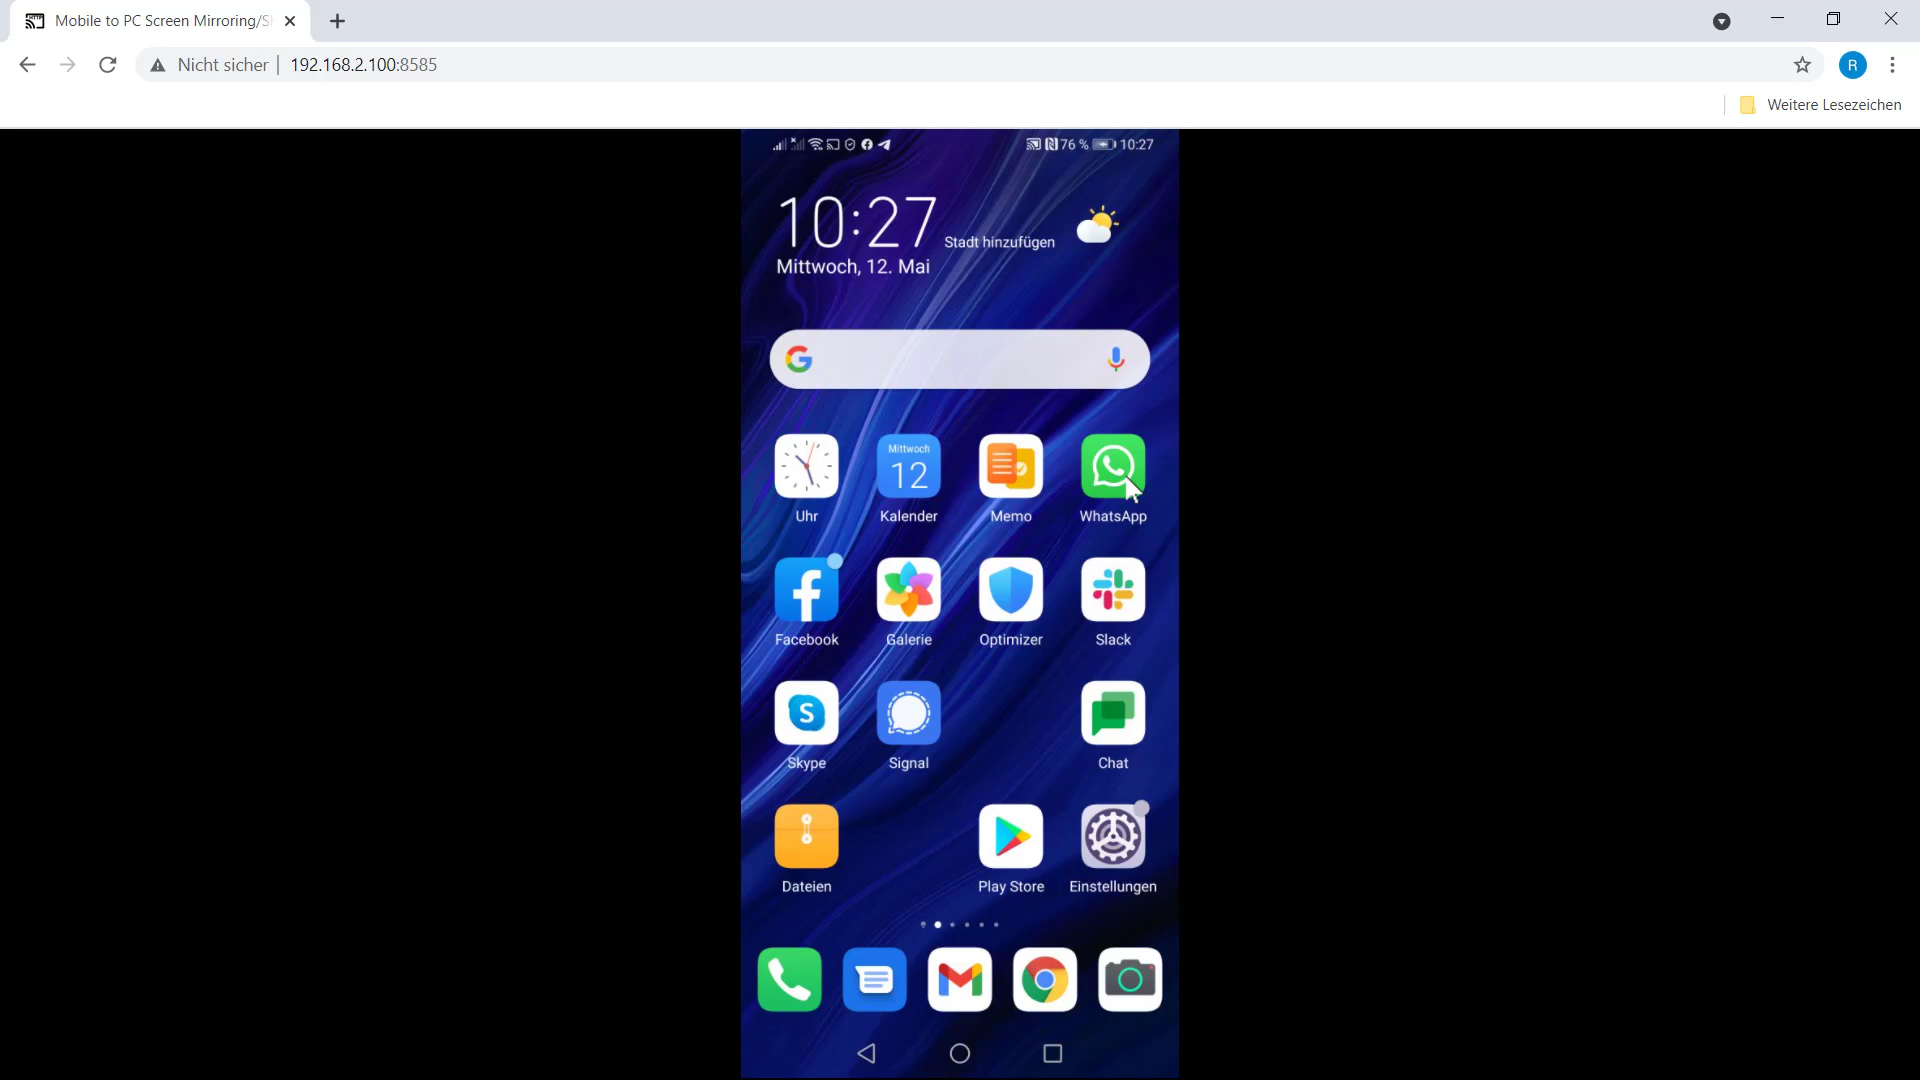 Mobile to PC Screen Mirroring/S
Nicht sicher | 192.168.2.100:8585
R
Weitere Lesezeichen
76 % 10:27
10:27
Stadt hinzufügen
Mittwoch, 12. Mai
Mittwoch
12
Uhr Kalender Memo WhatsApp
Facebook Galerie Optimizer Slack
S
Skype Signal Chat
Dateien Play Store Einstellungen